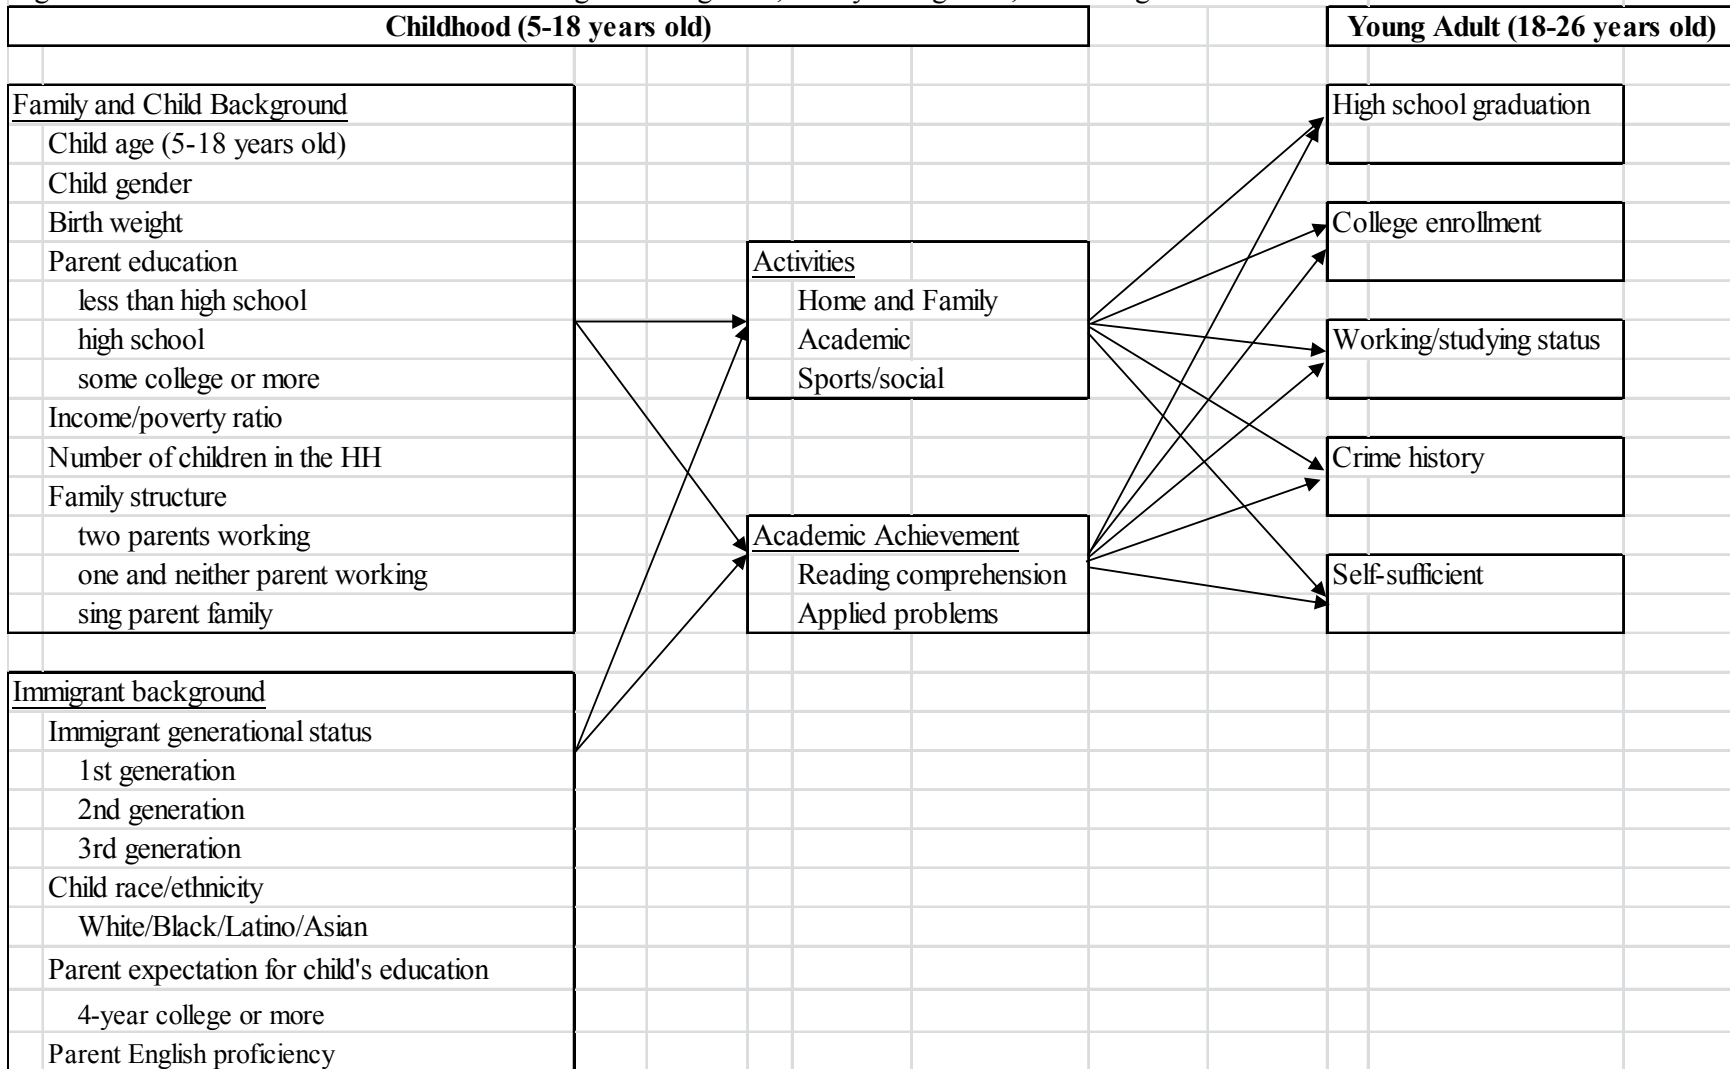 Childhood (5-18 years old)
Young Adult (18-26 years old)
Family and Child Background
Child age (5-18 years old)
Child gender
Birth weight
Parent education
less than high school
high school
some college or more
Income/poverty ratio
Number of children in the HH
Family structure
two parents working
one and neither parent working
sing parent family
Immigrant background
Immigrant generational status
1st generation
2nd generation
3rd generation
Child race/ethnicity
White/Black/Latino/Asian
Parent expectation for child's education
4-year college or more
Parent English proficiency
Activities
Home and Family
Academic
Sports/social
Academic Achievement
Reading comprehension
Applied problems
High school graduation
College enrollment
Working/studying status
Crime history
Self-sufficient